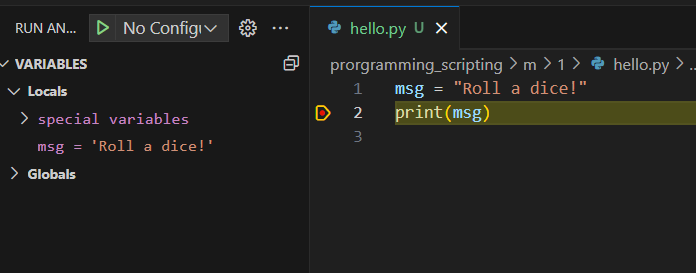 RUN AN... No Configu
VARIABLES
Locals
special variables
msg = 'Roll a dice!'
Globals
hello.py U
prorgramming_scripting > m > 1 > hello.py > ...
1 msg = "Roll a dice!"
2 print(msg)
3